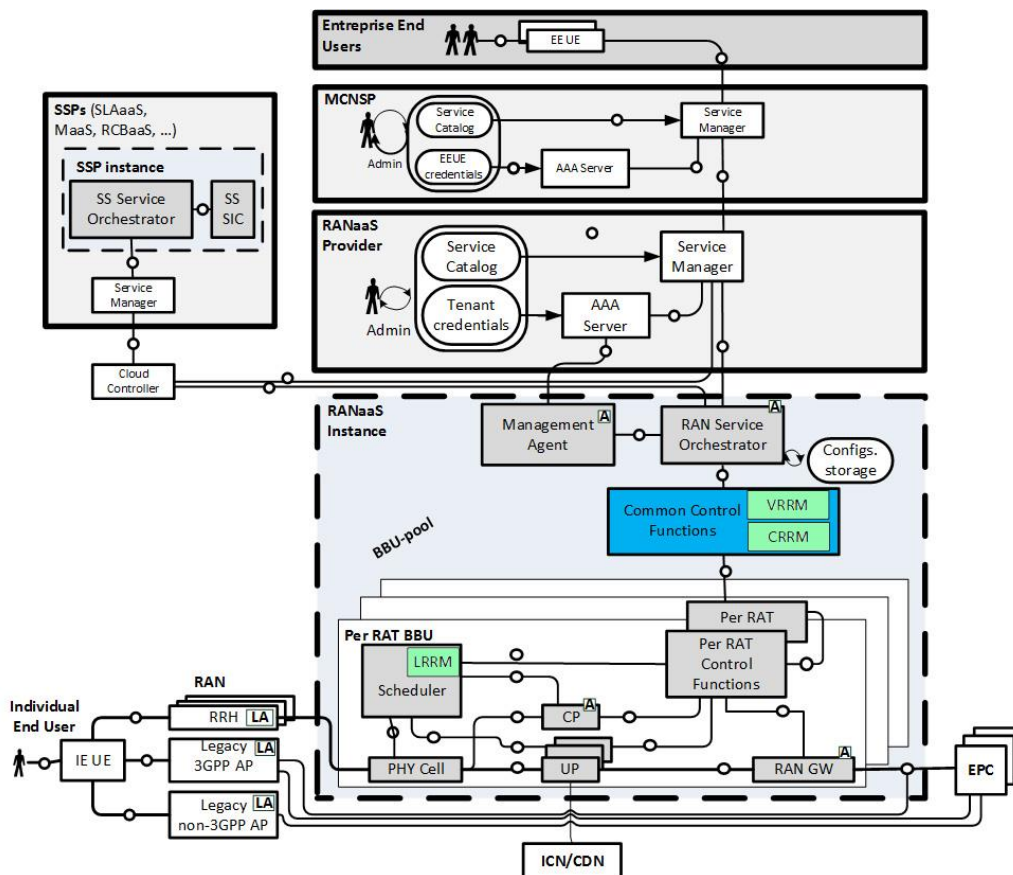 Entreprise End
Users
EE UE
MCNSP
Service
Catalog
Service
Manager
Admin
EEUE
credentials
AAA Server
SSPs (SLAaaS,
MaaS, RCBaaS, ...)
SSP instance
SS Service
Orchestrator
SS
SIC
Service
Manager
Cloud
Controller
RANaaS
Provider
Service
Catalog
Service
Manager
Admin
Tenant
credentials
AAA
Server
RANaaS
Instance
Management
Agent
A
RAN Service
Orchestrator
A
Configs.
storage
Common Control
Functions
VRRM
CRRM
BBU-pool
Per RAT BBU
Per RAT
Per RAT
Control
Functions
LRRM
Scheduler
CP
A
PHY Cell
UP
RAN GW
A
RAN
RRH
LA
Individual
End User
IE UE
Legacy
3GPP AP
LA
Legacy
non-3GPP AP
LA
EPC
ICN/CDN